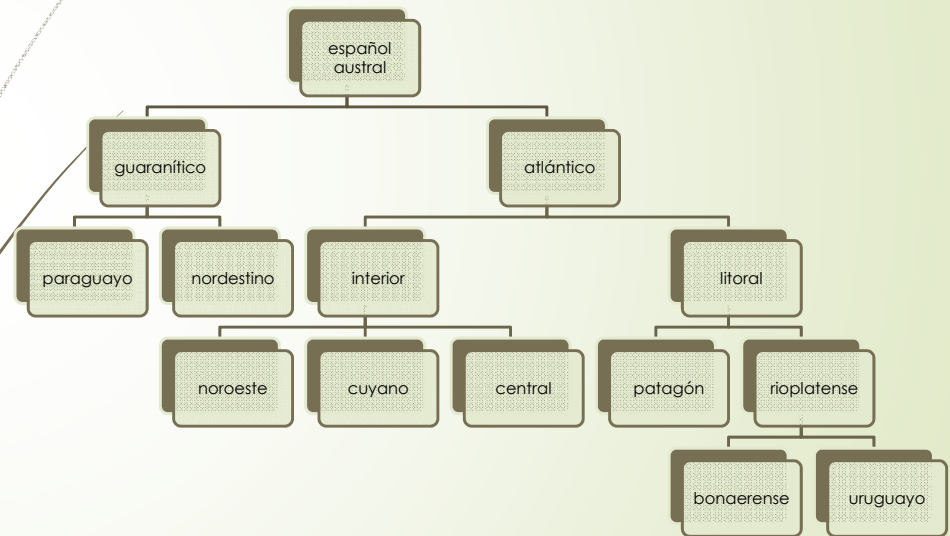 español
austral
guaranítico
atlántico
paraguayo
nordestino
interior
litoral
noroeste
cuyano
central
patagón
rioplatense
bonaerense
uruguayo